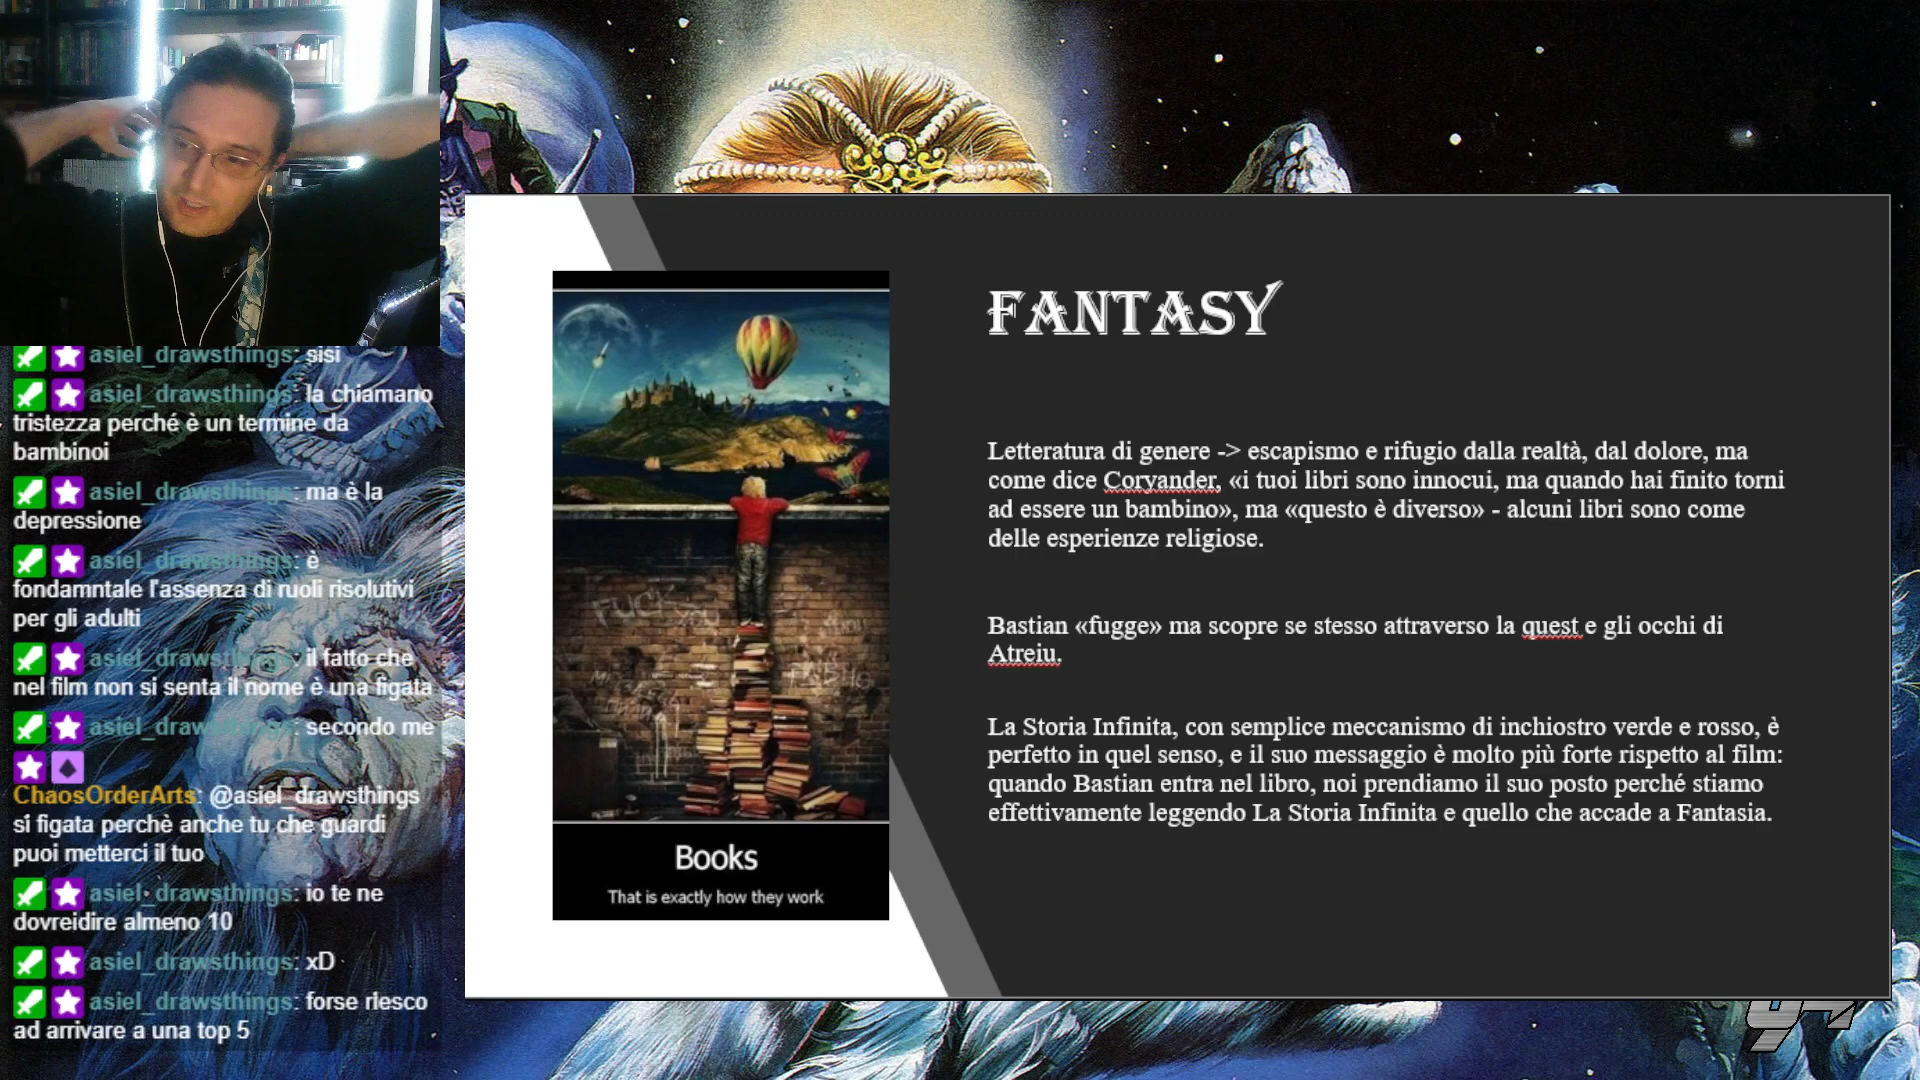 asiel_drawsthings: sisi
asiel_drawsthings: la chiamano
tristezza perché è un termine da
bambinoi
asiel_drawsthings: ma è la
depressione
asiel_drawsthings: è
fondamntale l'assenza di ruoli risolutivi
per gli adulti
asiel_drawsthings: il fatto che
nel film non si senta il nome è una figata
asiel_drawsthings: secondo me
ChaosOrderArts: @asiel_drawsthings
sì figata perchè anche tu che guardi
puoi metterci il tuo
asiel_drawsthings: io te ne
dovreidire almeno 10
asiel_drawsthings: xD
asiel_drawsthings: forse riesco
ad arrivare a una top 5
FANTASY
Letteratura di genere -> escapismo e rifugio dalla realtà, dal dolore, ma
come dice Coryander, «i tuoi libri sono innocui, ma quando hai finito torni
ad essere un bambino», ma «questo è diverso» - alcuni libri sono come
delle esperienze religiose.
Bastian «fugge» ma scopre se stesso attraverso la quest e gli occhi di
Atreiu.
La Storia Infinita, con semplice meccanismo di inchiostro verde e rosso, è
perfetto in quel senso, e il suo messaggio è molto più forte rispetto al film:
quando Bastian entra nel libro, noi prendiamo il suo posto perché stiamo
effettivamente leggendo La Storia Infinita e quello che accade a Fantasia.
FUCK YOU
Books
That is exactly how they work